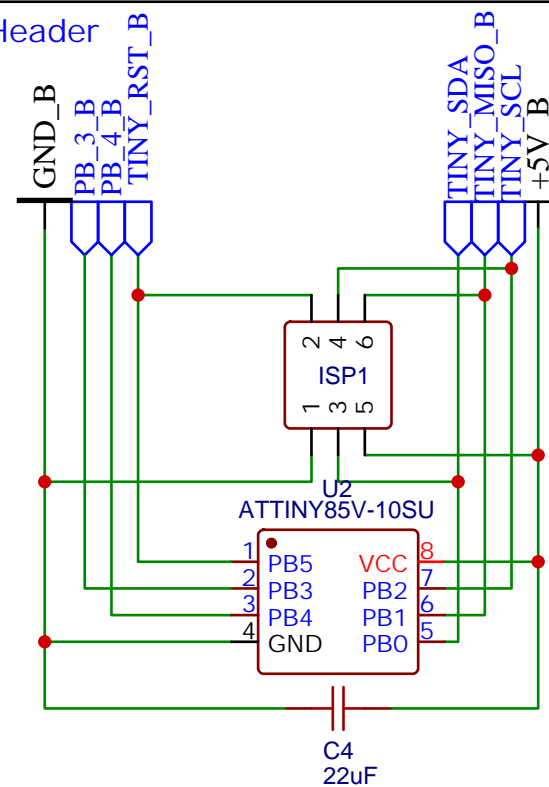 Header
GND_B
PB_3_B
PB_4_B
TINY_RST_B
TINY_SDA
TINY_MISO_B
TINY_SCL
+5V_B
2 4 6
ISP1
1 3 5
U2
ATTINY85V-10SU
1 PB5 VCC 8
2 PB3 PB2 7
3 PB4 PB1 6
4 GND PB0 5
C4
22uF